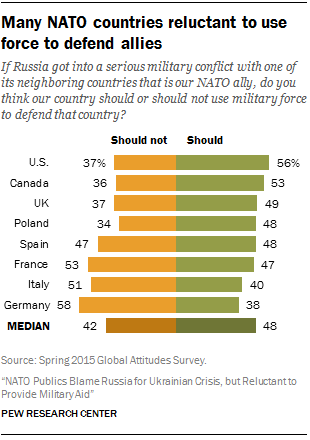 Many NATO countries reluctant to use
force to defend allies
If Russia got into a serious military conflict with one of
its neighboring countries that is our NATO ally, do you
think our country should or should not use military force
to defend that country?
Should not Should
U.S. 37% 56%
Canada 36 53
UK 37 49
Poland 34 48
Spain 47 48
France 53 47
Italy 51 40
Germany 58 38
MEDIAN 42 48
Source: Spring 2015 Global Attitudes Survey.
“NATO Publics Blame Russia for Ukrainian Crisis, but Reluctant to
Provide Military Aid”
PEW RESEARCH CENTER